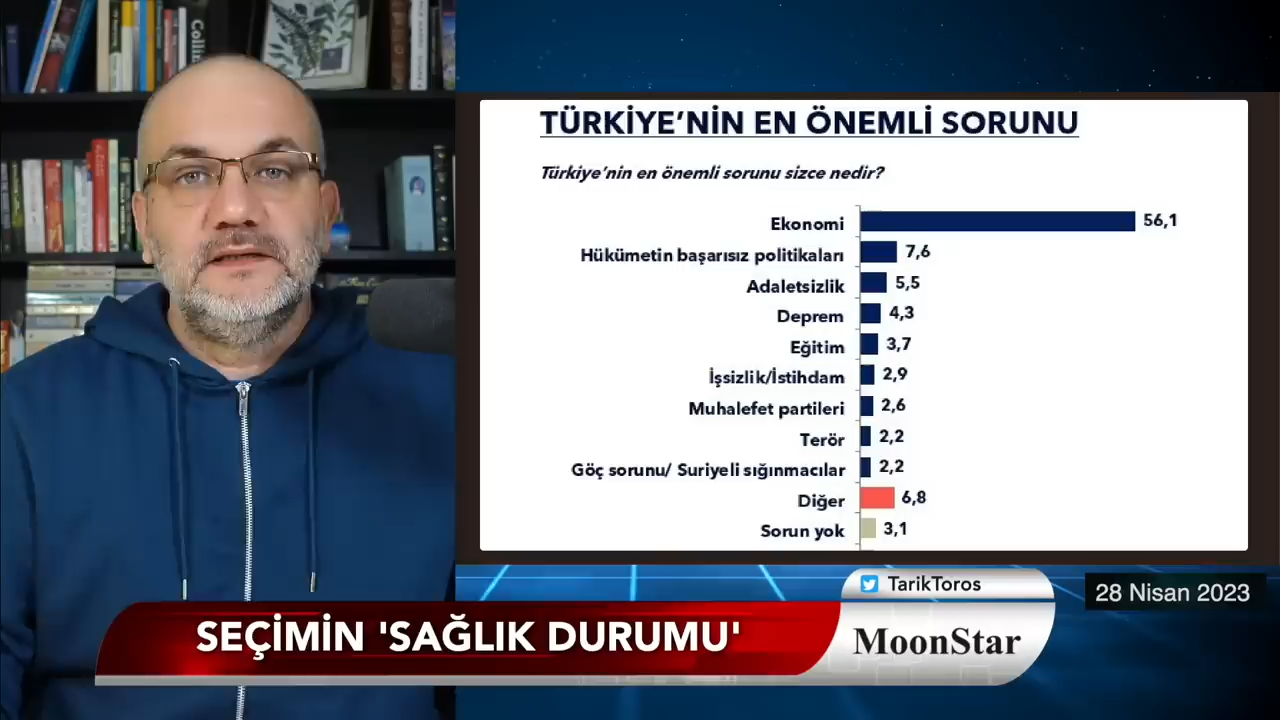 TÜRKİYE'NİN EN ÖNEMLİ SORUNU
Türkiye'nin en önemli sorunu sizce nedir?
Ekonomi 56,1
Hükümetin başarısız politikaları 7,6
Adaletsizlik 5,5
Deprem 4,3
Eğitim 3,7
İşsizlik/İstihdam 2,9
Muhalefet partileri 2,6
Terör 2,2
Göç sorunu/ Suriyeli sığınmacılar 2,2
Diğer 6,8
Sorun yok 3,1
TarikToros
28 Nisan 2023
SEÇİMİN 'SAĞLIK DURUMU'
MoonStar